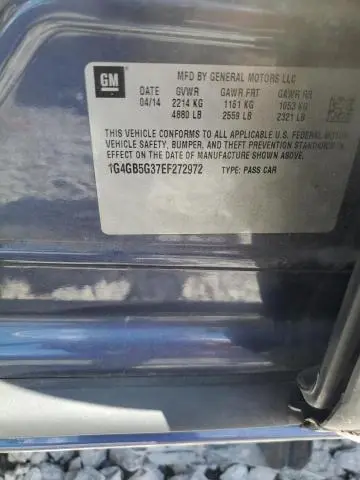 GM
MFD BY GENERAL MOTORS LLC
DATE GVWR GAWR FRT GAWR RR
04/14 2214 KG 1161 KG 1053 KG
4880 LB 2559 LB 2321 LB
THIS VEHICLE CONFORMS TO ALL APPLICABLE U.S. FEDERAL MOTOR
VEHICLE SAFETY, BUMPER, AND THEFT PREVENTION STANDARDS
IN EFFECT ON THE DATE OF MANUFACTURE SHOWN ABOVE.
1G4GB5G37EF272972 TYPE: PASS CAR